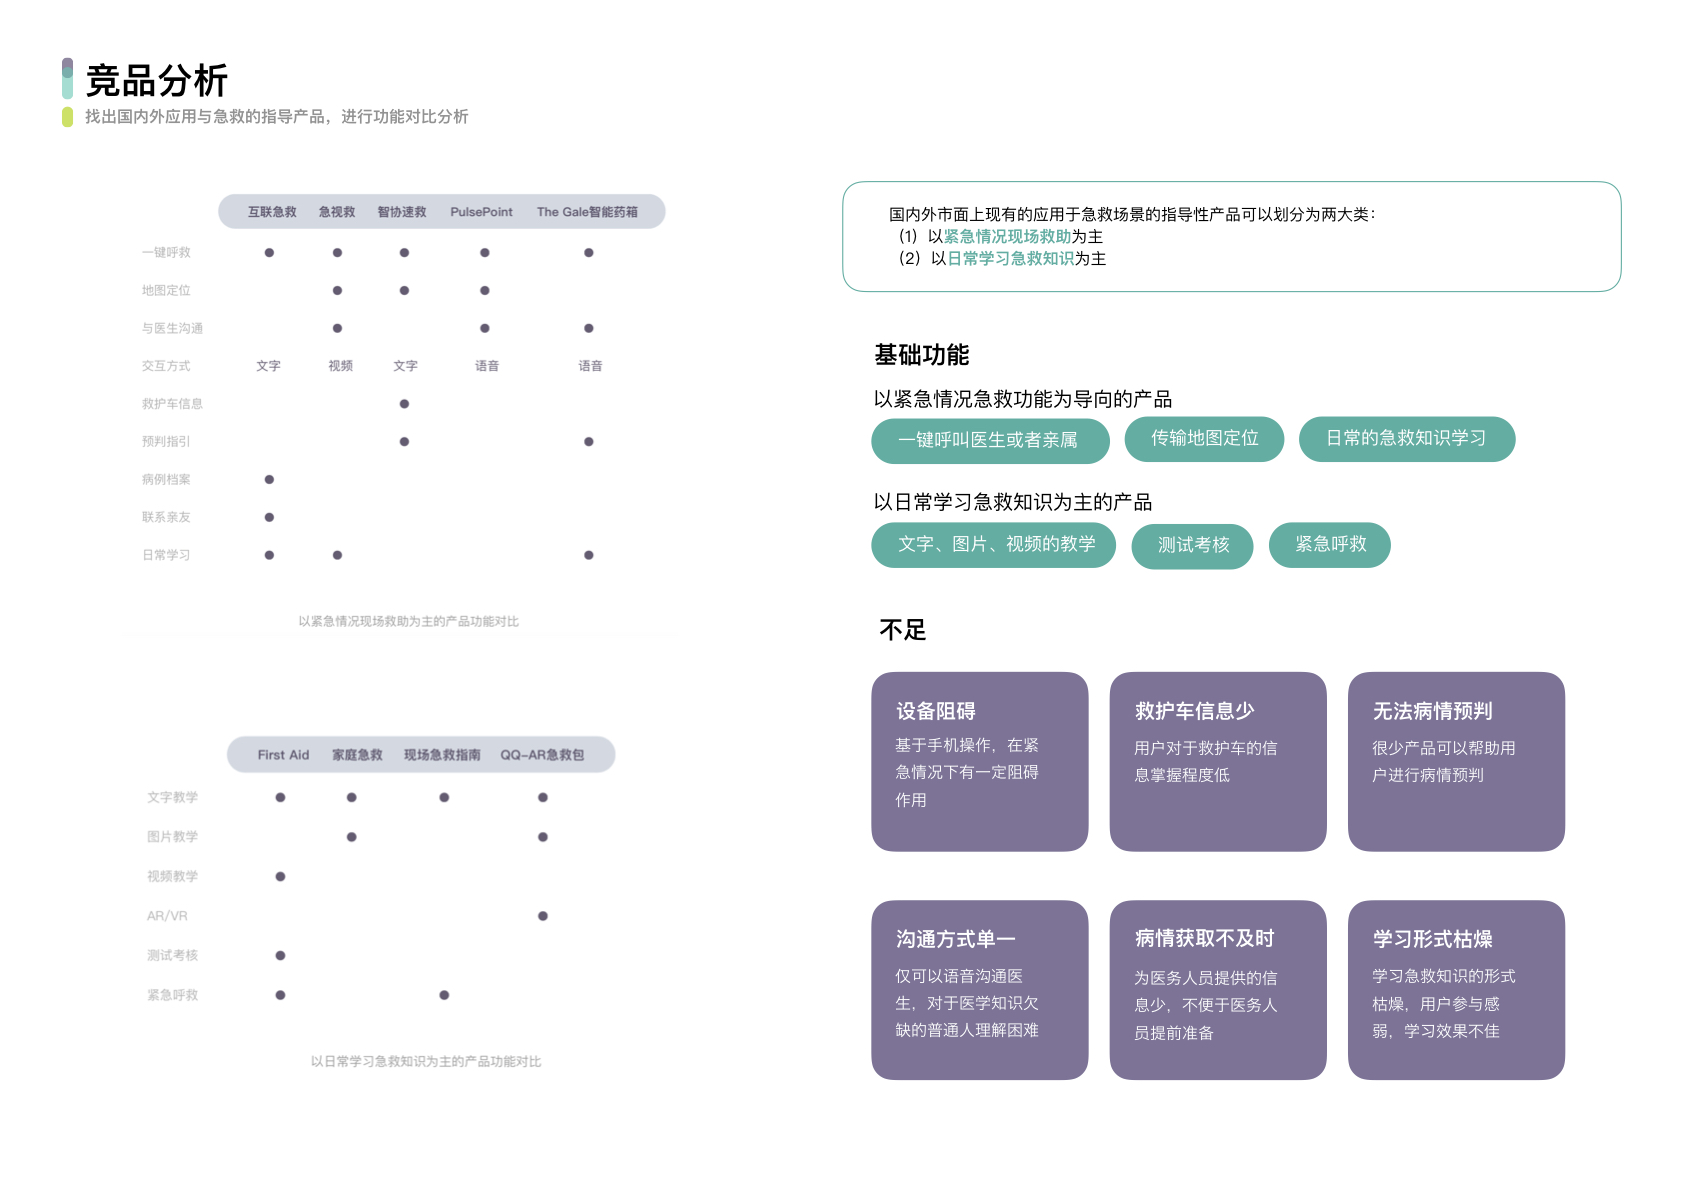 竞品分析
找出国内外应用与急救的指导产品，进行功能对比分析
互联急救 急视救 智协速救 PulsePoint The Gale智能药箱
一键呼救 ● ● ● ● ●
地图定位 ● ● ●
与医生沟通 ● ● ●
交互方式 文字 视频 文字 语音 语音
救护车信息 ●
预判指引 ● ●
病例档案 ●
联系亲友 ●
日常学习 ● ● ●
以紧急情况现场救助为主的产品功能对比
First Aid 家庭急救 现场急救指南 QQ-AR急救包
文字教学 ● ● ● ●
图片教学 ● ●
视频教学 ●
AR/VR ●
测试考核 ●
紧急呼救 ● ●
以日常学习急救知识为主的产品功能对比
国内外市面上现有的应用于急救场景的指导性产品可以划分为两大类：
（1）以紧急情况现场救助为主
（2）以日常学习急救知识为主
基础功能
以紧急情况急救功能为导向的产品
一键呼叫医生或者亲属 传输地图定位 日常的急救知识学习
以日常学习急救知识为主的产品
文字、图片、视频的教学 测试考核 紧急呼救
不足
设备阻碍
基于手机操作，在紧
急情况下有一定阻碍
作用
救护车信息少
用户对于救护车的信
息掌握程度低
无法病情预判
很少产品可以帮助用
户进行病情预判
沟通方式单一
仅可以语音沟通医
生，对于医学知识欠
缺的普通人理解困难
病情获取不及时
为医务人员提供的信
息少，不便于医务人
员提前准备
学习形式枯燥
学习急救知识的形式
枯燥，用户参与感
弱，学习效果不佳